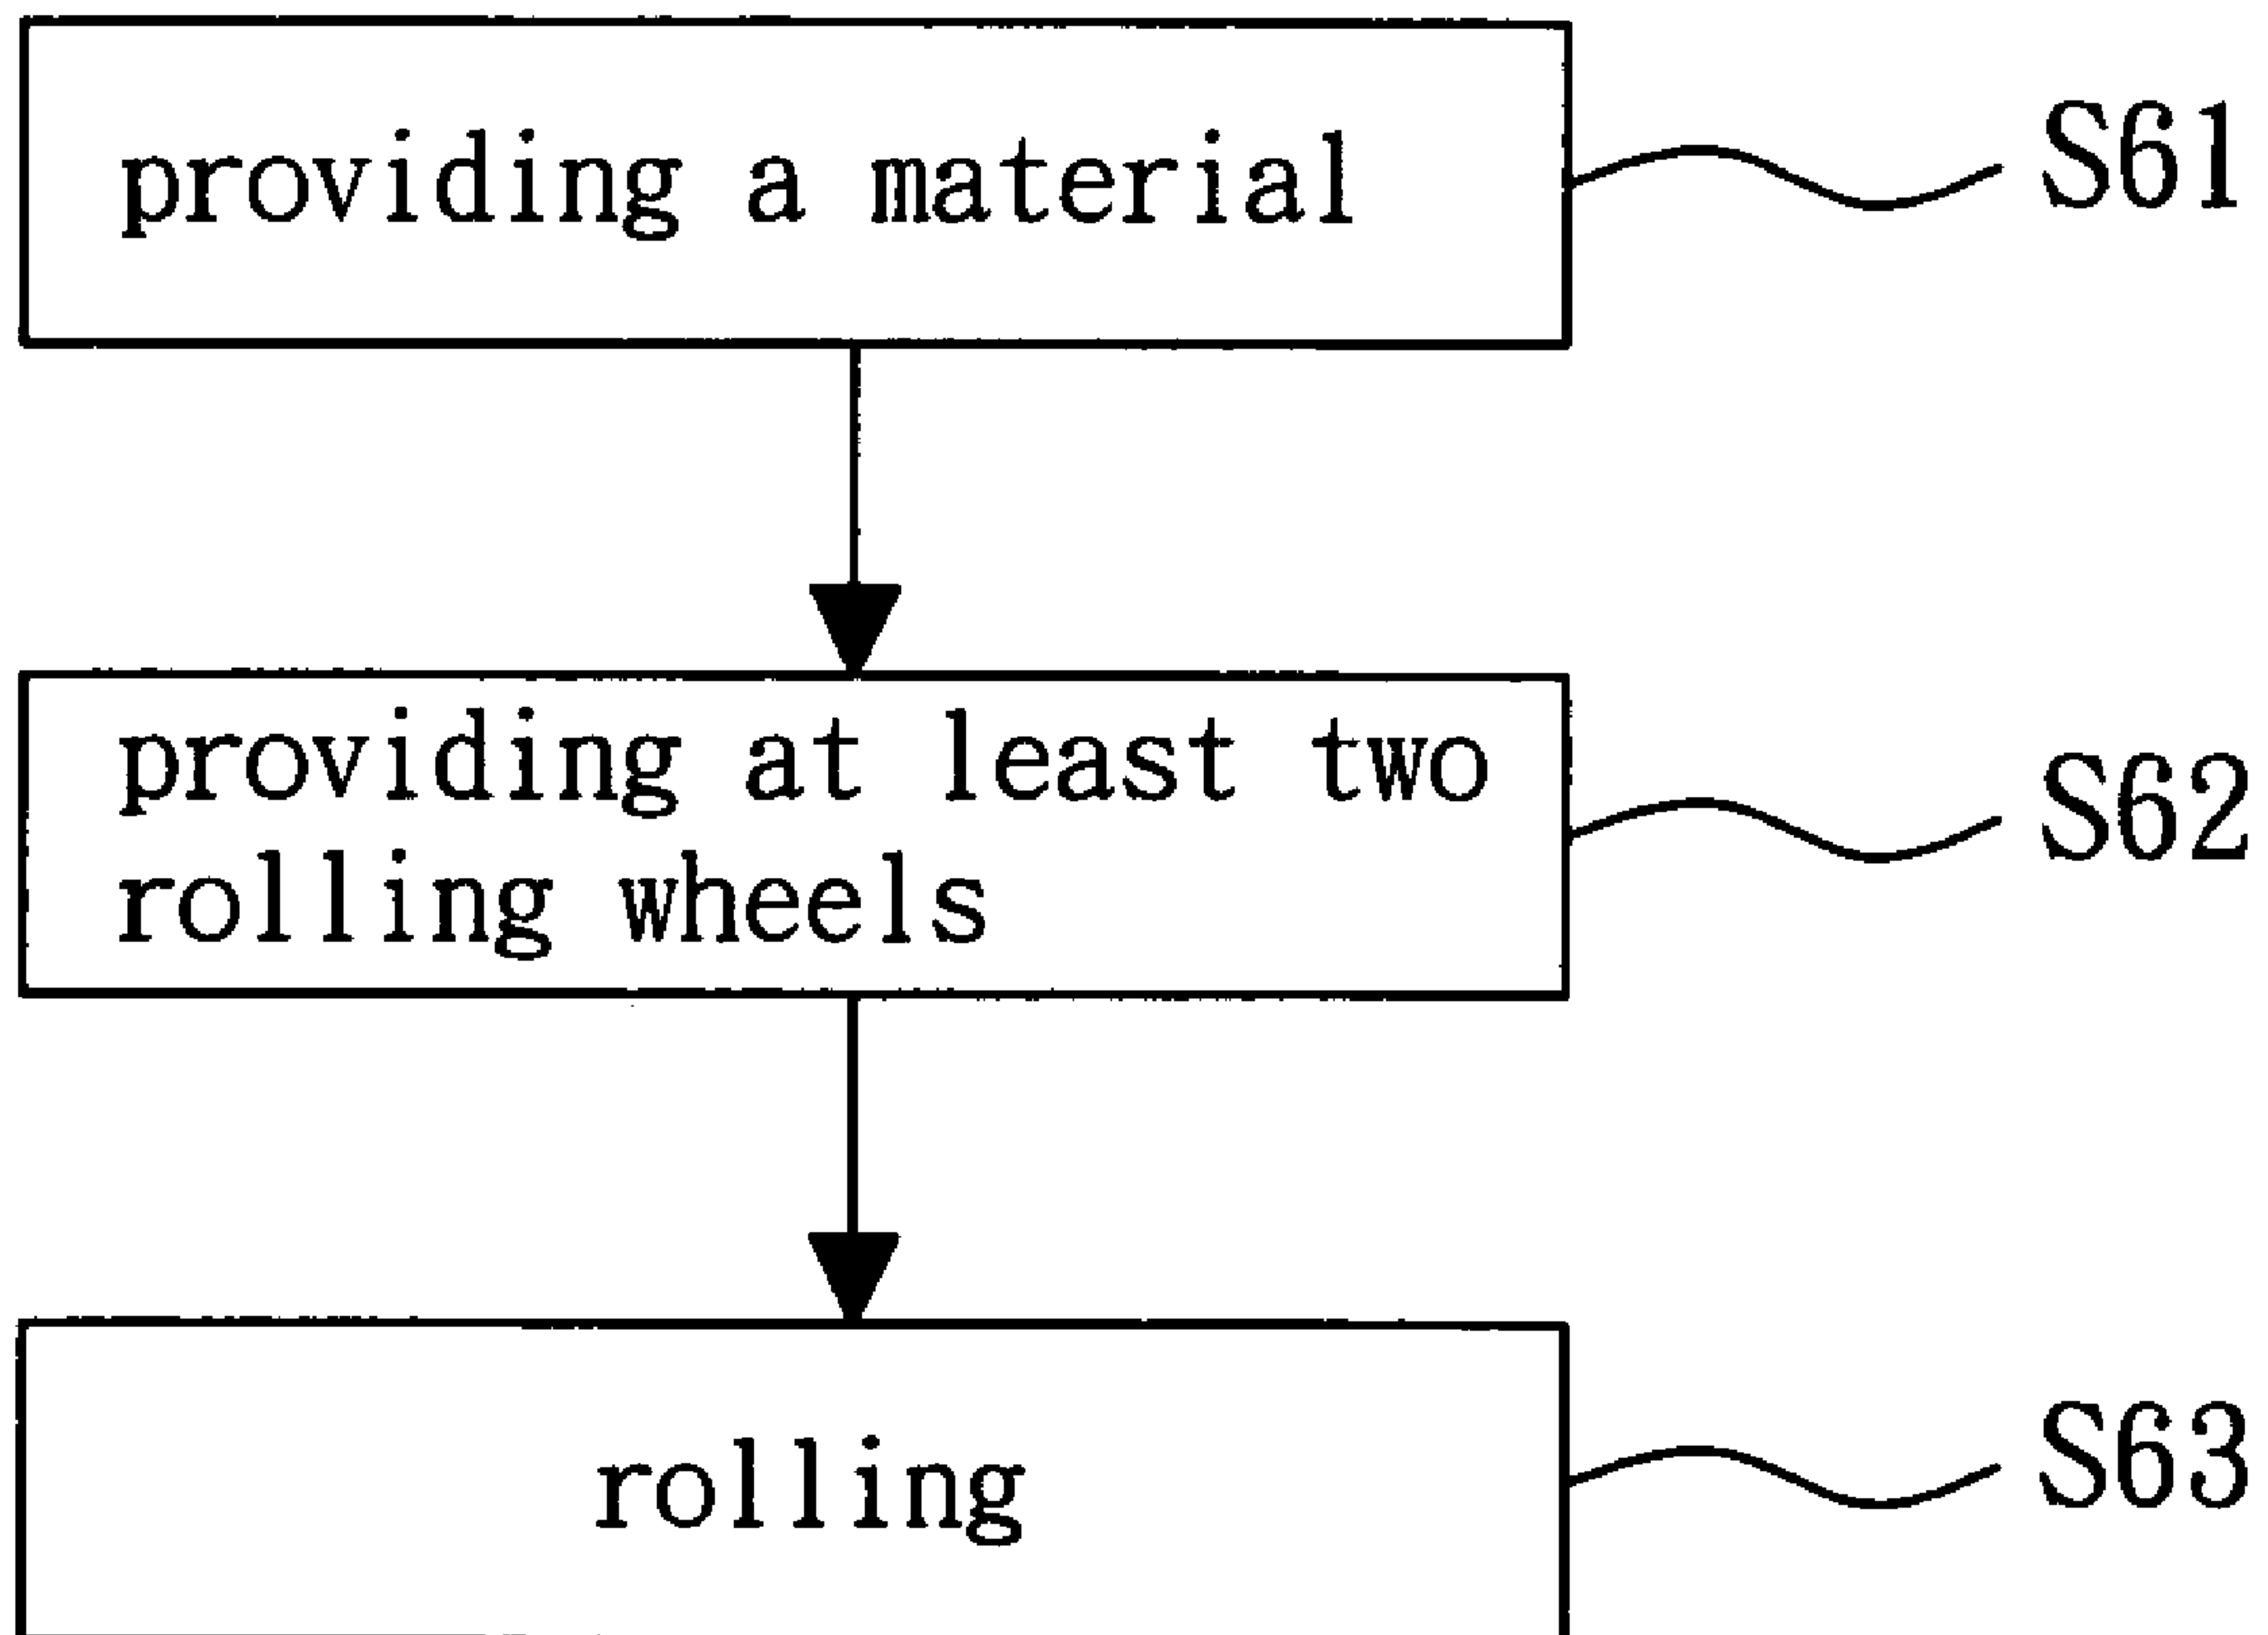 providing a material
S61
providing at least two
rolling wheels
S62
rolling
S63